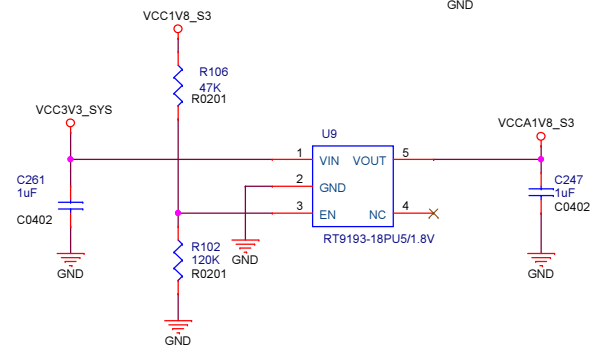 GND
VCC1V8_S3
R106
47K
R0201
VCC3V3_SYS
U9
VCCA1V8_S3
1 VIN VOUT 5
2 GND
3 EN NC 4
RT9193-18PU5/1.8V
C261
1uF
C0402
C247
1uF
C0402
R102
120K
R0201
GND
GND
GND
GND